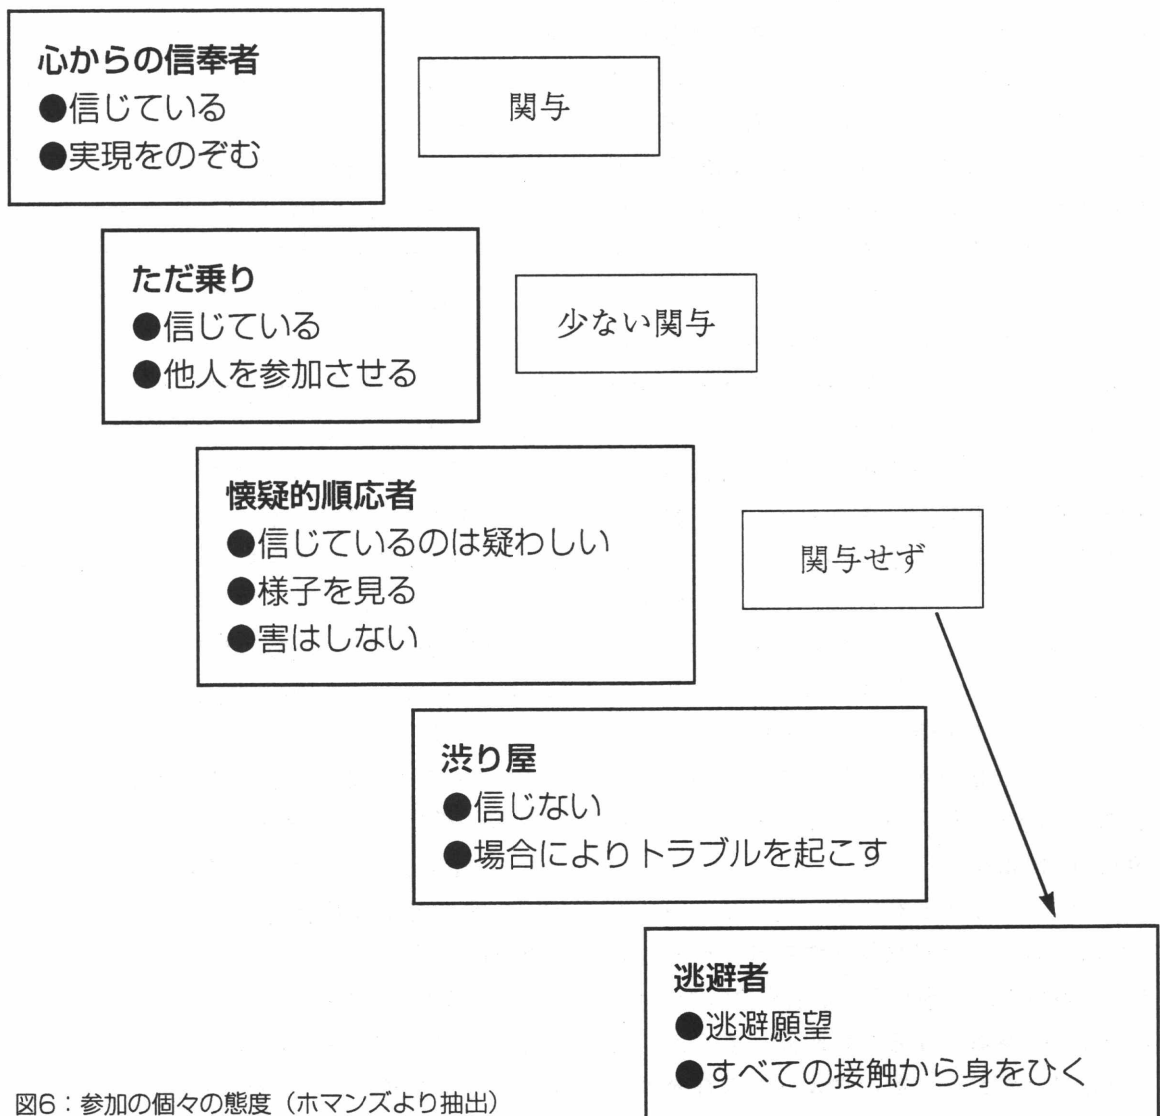 心からの信奉者
●信じている
●実現をのぞむ
関与
ただ乗り
●信じている
●他人を参加させる
少ない関与
懐疑的順応者
●信じているのは疑わしい
●様子を見る
●害はしない
関与せず
渋り屋
●信じない
●場合によりトラブルを起こす
逃避者
●逃避願望
●すべての接触から身をひく
図6：参加の個々の態度（ホマンズより抽出）